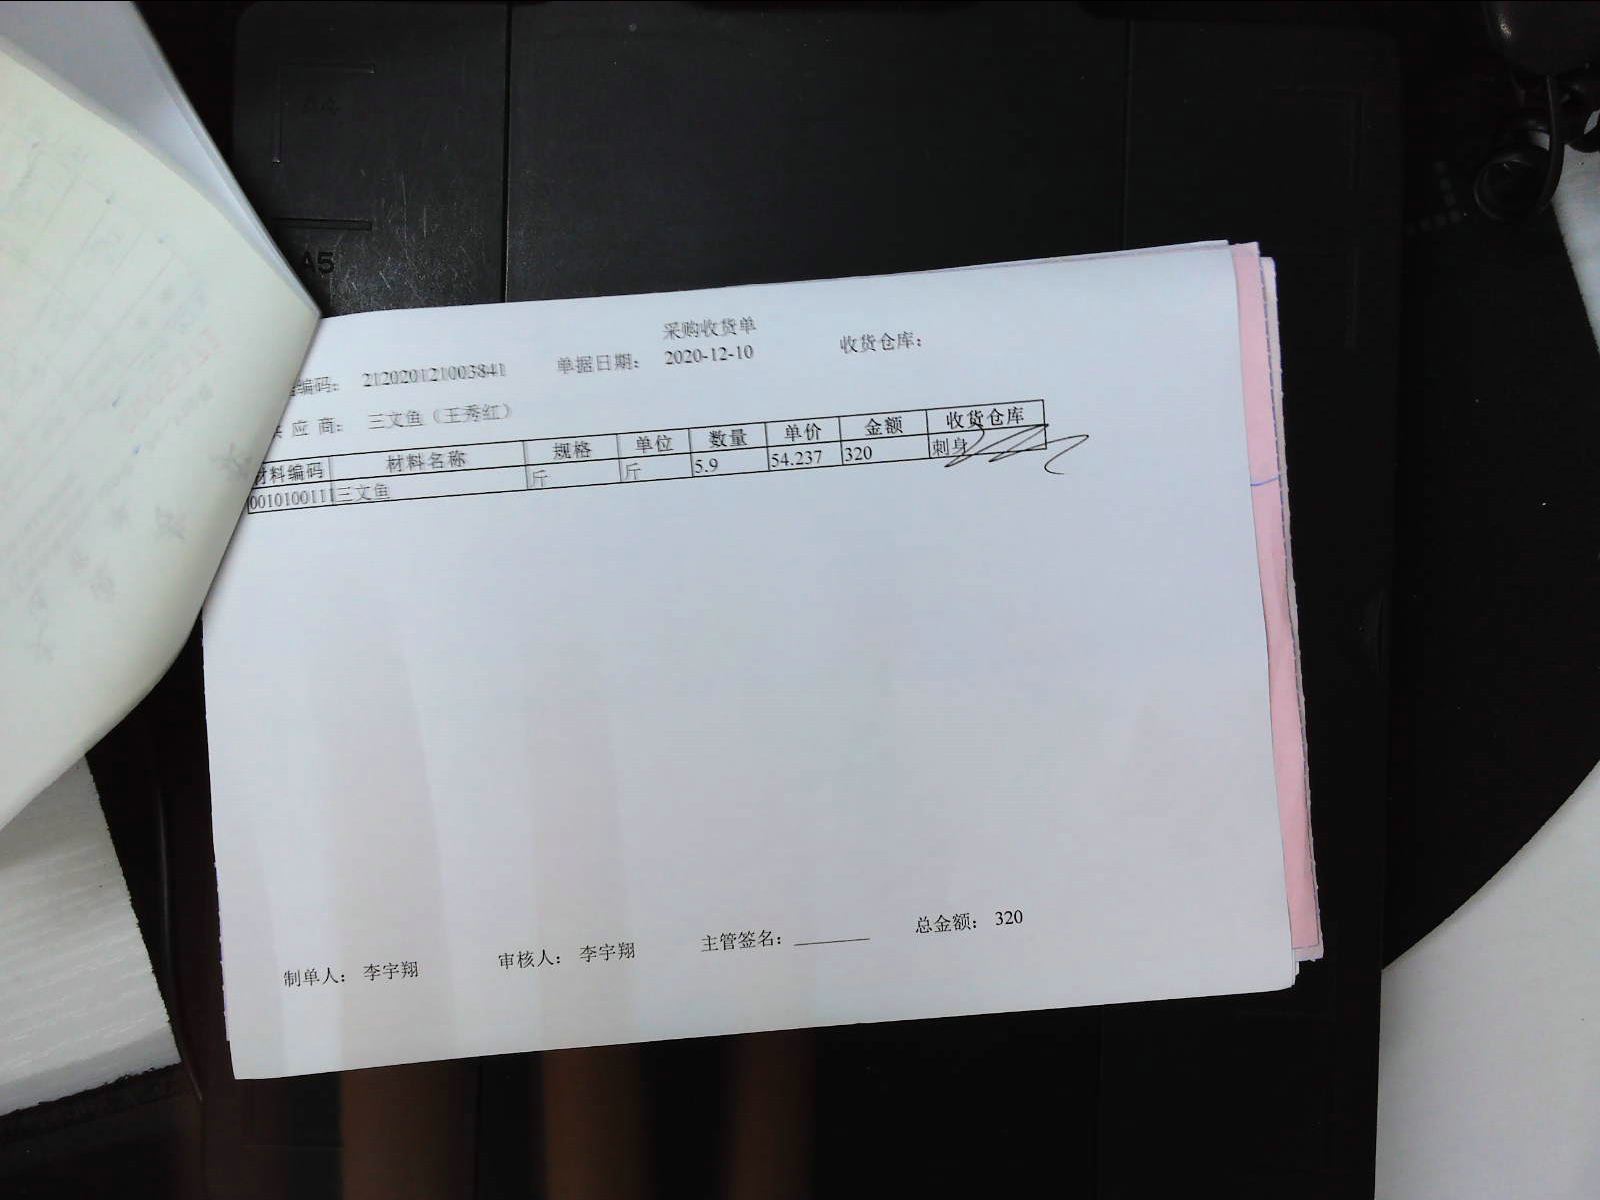 A4
A5
采购收货单
编码： 212020121003841 单据日期： 2020-12-10 收货仓库：
应 商： 三文鱼（王秀红）
材料编码 材料名称 规格 单位 数量 单价 金额 收货仓库
0010100111 三文鱼 斤 斤 5.9 54.237 320 刺身
制单人： 李宇翔 审核人： 李宇翔 主管签名： 总金额： 320